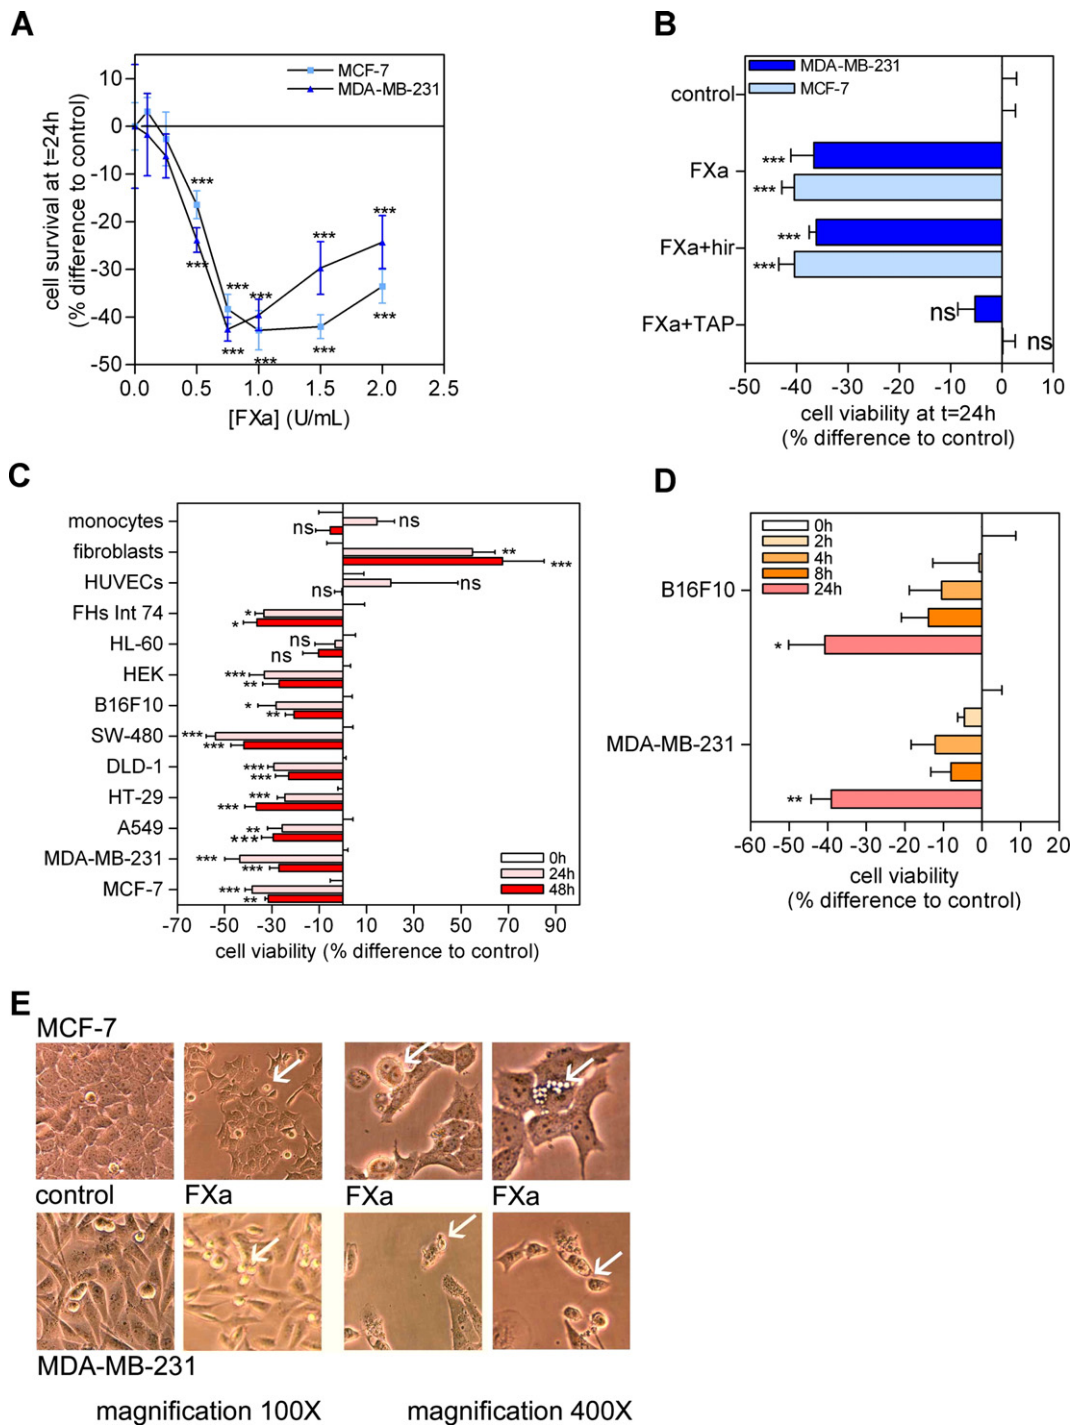 A
cell survival at t=24h
(% difference to control)
10
0
-10
-20
-30
-40
-50
MCF-7
MDA-MB-231
***
***
***
***
***
***
***
***
***
***
0.0 0.5 1.0 1.5 2.0 2.5
[FXa] (U/mL)
B
MDA-MB-231
MCF-7
control
FXa
***
***
FXa+hir
***
***
FXa+TAP
ns
ns
-50 -40 -30 -20 -10 0 10
cell viability at t=24h
(% difference to control)
C
monocytes
ns
ns
fibroblasts
**
***
HUVECs
ns
ns
FHs Int 74
*
*
HL-60
ns
ns
HEK
***
**
B16F10
*
**
SW-480
***
***
DLD-1
***
***
HT-29
***
***
A549
**
***
MDA-MB-231
***
***
MCF-7
***
**
0h
24h
48h
-70 -50 -30 -10 10 30 50 70 90
cell viability (% difference to control)
D
0h
2h
4h
8h
24h
B16F10
*
MDA-MB-231
**
-60 -50 -40 -30 -20 -10 0 10 20
cell viability
(% difference to control)
E
MCF-7
control FXa FXa FXa
MDA-MB-231
magnification 100X magnification 400X